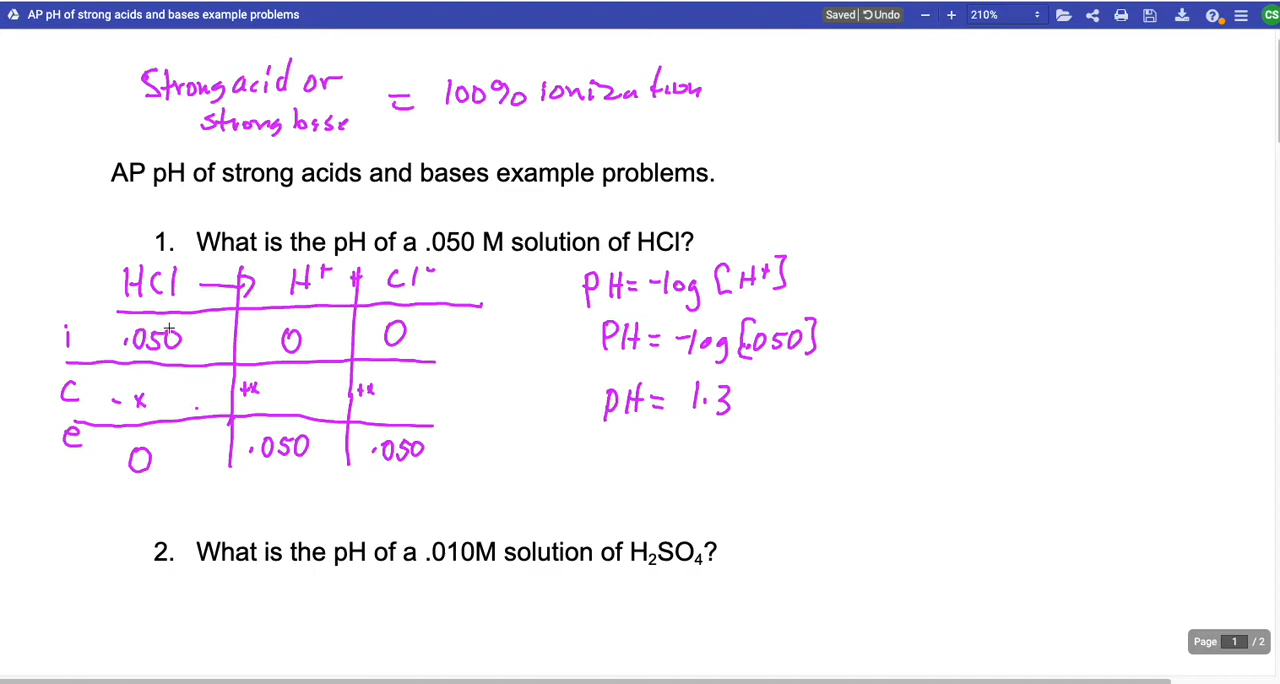 AP pH of strong acids and bases example problems
Saved | Undo
210%
CS
Strong acid or
strong base
= 100% ionization
AP pH of strong acids and bases example problems.
1. What is the pH of a .050 M solution of HCl?
HCl → H⁺ + Cl⁻
i .050 0 0
C -x +x +x
e 0 .050 .050
PH = -log [H⁺]
PH = -log [.050]
pH = 1.3
2. What is the pH of a .010M solution of H₂SO₄?
Page 1 / 2